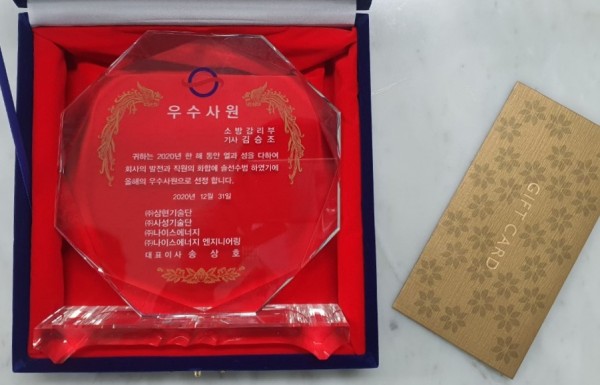 우수사원
소방감리부
기사 김승조
귀하는 2020년 한 해 동안 열과 성을 다하여
회사의 발전과 직원의 화합에 솔선수범 하였기에
올해의 우수사원으로 선정 합니다.
2020년 12월 31일
㈜삼련기술단
㈜사성기술단
㈜나이스에너지
㈜나이스에너지 엔지니어링
대표이사 송상호
GIFT CARD